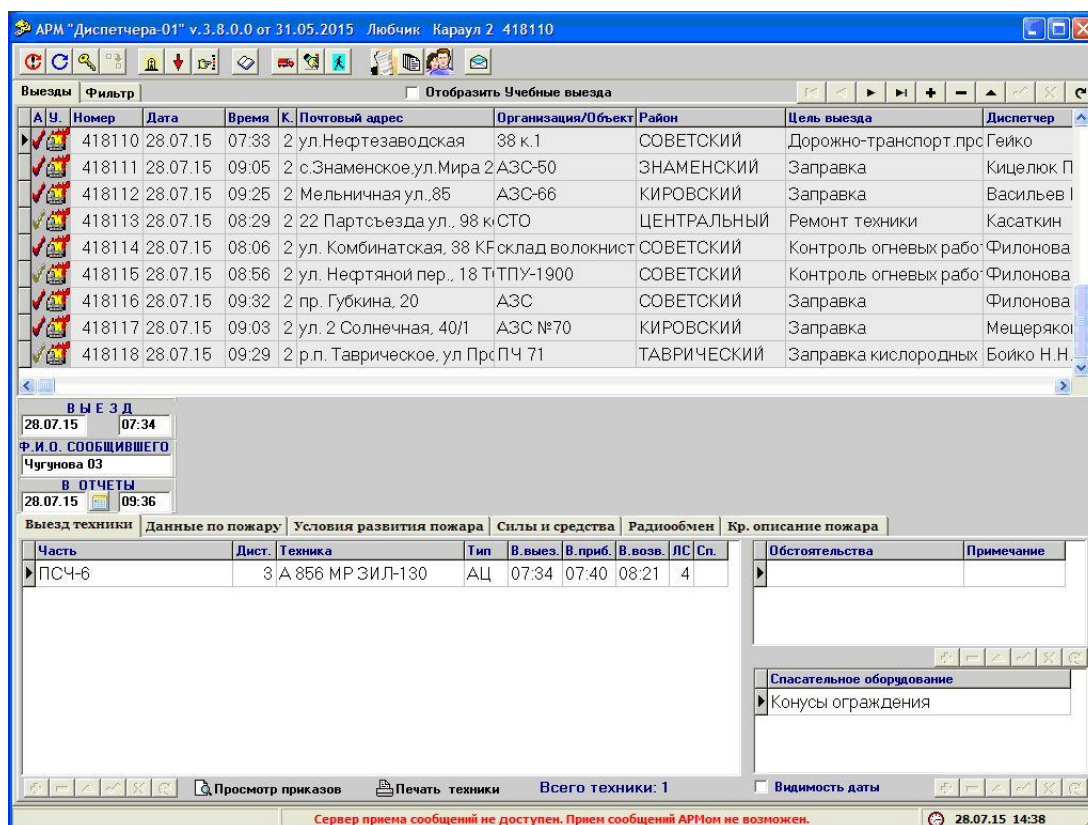 АРМ "Диспетчера-01" v.3.8.0.0 от 31.05.2015 Любчик Караул 2 418110
Выезды Фильтр Отобразить Учебные выезда
А У. Номер Дата Время К. Почтовый адрес Организация/Объект Район Цель выезда Диспетчер
418110 28.07.15 07:33 2 ул.Нефтезаводская 38 к.1 СОВЕТСКИЙ Дорожно-транспорт.прс Гейко
418111 28.07.15 09:05 2 с.Знаменское,ул.Мира 2 АЗС-50 ЗНАМЕНСКИЙ Заправка Кицелюк П
418112 28.07.15 09:25 2 Мельничная ул.,85 АЗС-66 КИРОВСКИЙ Заправка Васильев
418113 28.07.15 08:29 2 22 Партсъезда ул., 98 к СТО ЦЕНТРАЛЬНЫЙ Ремонт техники Касаткин
418114 28.07.15 08:06 2 ул. Комбинатская, 38 КР склад волокнист СОВЕТСКИЙ Контроль огневых работ Филонова
418115 28.07.15 08:56 2 ул. Нефтяной пер., 18 Т ТПУ-1900 СОВЕТСКИЙ Контроль огневых работ Филонова
418116 28.07.15 09:32 2 пр. Губкина, 20 АЗС СОВЕТСКИЙ Заправка Филонова
418117 28.07.15 09:03 2 ул. 2 Солнечная, 40/1 АЗС №70 КИРОВСКИЙ Заправка Мещеряко
418118 28.07.15 09:29 2 р.п. Таврическое, ул Прс ПЧ 71 ТАВРИЧЕСКИЙ Заправка кислородных Бойко Н.Н.
ВЫЕЗД
28.07.15 07:34
Ф.И.О. СООБЩИВШЕГО
Чугунова 03
В ОТЧЕТЫ
28.07.15 09:36
Выезд техники Данные по пожару Условия развития пожара Силы и средства Радиообмен Кр. описание пожара
Часть Дист. Техника Тип В.выез. В.приб. В.возв. ЛС Сп.
ПСЧ-6 3 А 856 МР ЗИЛ-130 АЦ 07:34 07:40 08:21 4
Обстоятельства Примечание
Спасательное оборудование
Конусы ограждения
Просмотр приказов Печать техники Всего техники: 1 Видимость даты
Сервер приема сообщений не доступен. Прием сообщений АРМом не возможен. 28.07.15 14:38